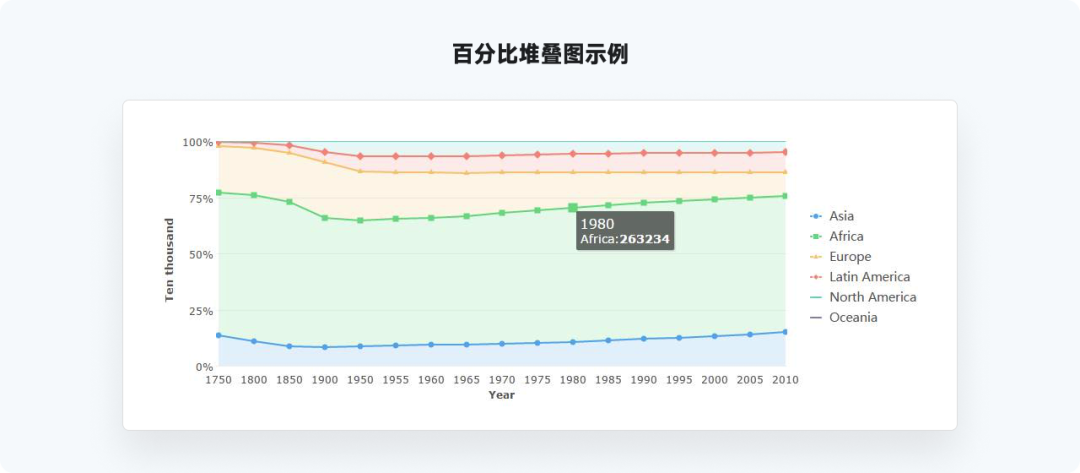 百分比堆叠图示例
100%
75%
50%
25%
0%
Ten thousand
1980
Africa:263234
1750 1800 1850 1900 1950 1955 1960 1965 1970 1975 1980 1985 1990 1995 2000 2005 2010
Year
Asia
Africa
Europe
Latin America
North America
Oceania